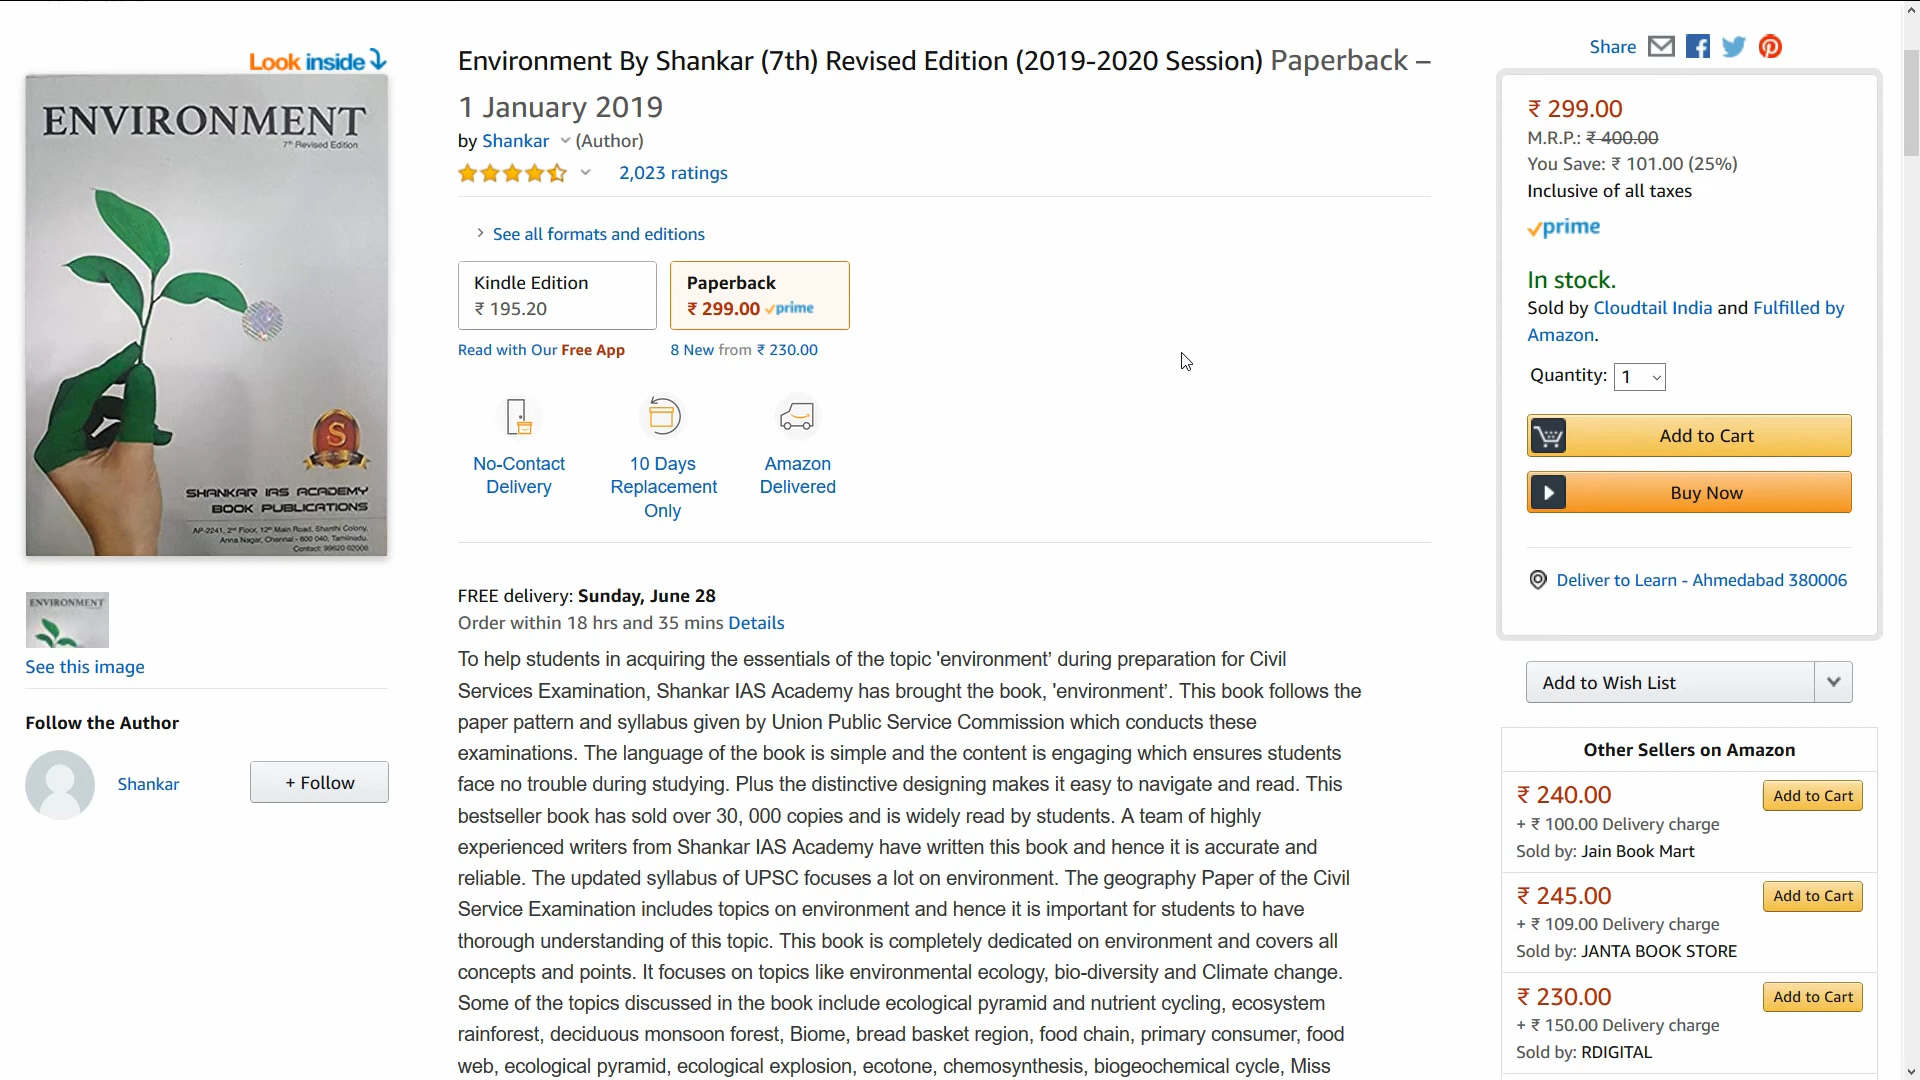 Look inside
ENVIRONMENT
7th Revised Edition
S
SHANKAR IAS ACADEMY
BOOK PUBLICATIONS
AP-2241, 2nd Floor, 12th Main Road, Shanthi Colony,
Anna Nagar, Chennai - 600 040, Tamilnadu.
Contact: 99620 02006
ENVIRONMENT
See this image
Follow the Author
Shankar
+ Follow
Environment By Shankar (7th) Revised Edition (2019-2020 Session) Paperback –
1 January 2019
by Shankar (Author)
2,023 ratings
See all formats and editions
Kindle Edition
₹ 195.20
Paperback
₹ 299.00 prime
Read with Our Free App
8 New from ₹ 230.00
No-Contact
Delivery
10 Days
Replacement
Only
Amazon
Delivered
FREE delivery: Sunday, June 28
Order within 18 hrs and 35 mins Details
To help students in acquiring the essentials of the topic 'environment’ during preparation for Civil
Services Examination, Shankar IAS Academy has brought the book, 'environment’. This book follows the
paper pattern and syllabus given by Union Public Service Commission which conducts these
examinations. The language of the book is simple and the content is engaging which ensures students
face no trouble during studying. Plus the distinctive designing makes it easy to navigate and read. This
bestseller book has sold over 30, 000 copies and is widely read by students. A team of highly
experienced writers from Shankar IAS Academy have written this book and hence it is accurate and
reliable. The updated syllabus of UPSC focuses a lot on environment. The geography Paper of the Civil
Service Examination includes topics on environment and hence it is important for students to have
thorough understanding of this topic. This book is completely dedicated on environment and covers all
concepts and points. It focuses on topics like environmental ecology, bio-diversity and Climate change.
Some of the topics discussed in the book include ecological pyramid and nutrient cycling, ecosystem
rainforest, deciduous monsoon forest, Biome, bread basket region, food chain, primary consumer, food
web, ecological pyramid, ecological explosion, ecotone, chemosynthesis, biogeochemical cycle, Miss
Share
₹ 299.00
M.R.P.: ₹ 400.00
You Save: ₹ 101.00 (25%)
Inclusive of all taxes
prime
In stock.
Sold by Cloudtail India and Fulfilled by
Amazon.
Quantity: 1
Add to Cart
Buy Now
Deliver to Learn - Ahmedabad 380006
Add to Wish List
Other Sellers on Amazon
₹ 240.00
Add to Cart
+ ₹ 100.00 Delivery charge
Sold by: Jain Book Mart
₹ 245.00
Add to Cart
+ ₹ 109.00 Delivery charge
Sold by: JANTA BOOK STORE
₹ 230.00
Add to Cart
+ ₹ 150.00 Delivery charge
Sold by: RDIGITAL